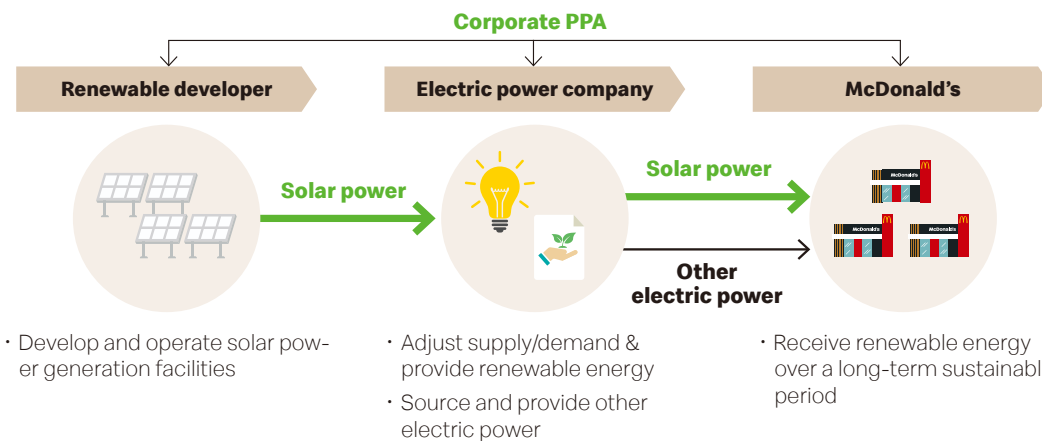 Corporate PPA
Renewable developer
Electric power company
McDonald's
Solar power
Solar power
McDonald's
McDonald's
McDonald's
Other
electric power
・Develop and operate solar pow-
er generation facilities
・Adjust supply/demand &
provide renewable energy
・Source and provide other
electric power
・Receive renewable energy
over a long-term sustainabl
period